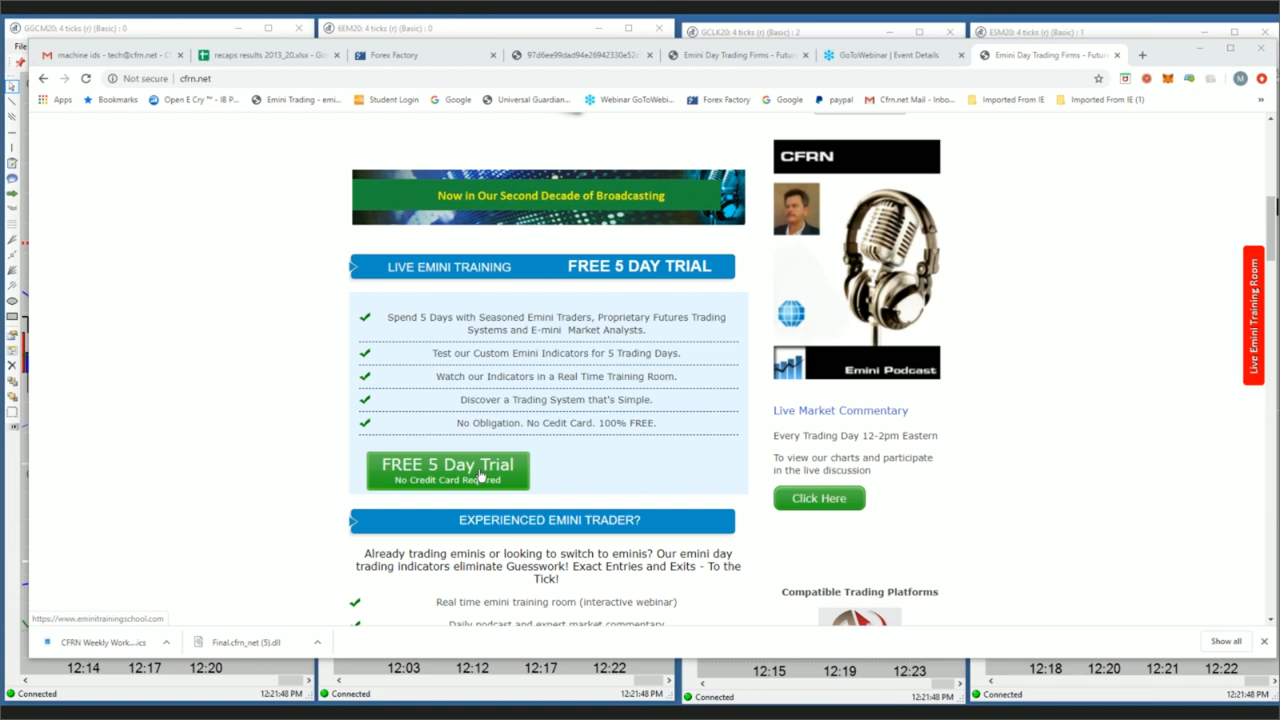 GGCM20: 4 ticks (r) (Basic) : 0
6EM20: 4 ticks (r) (Basic) : 0
GCLK20: 4 ticks (r) (Basic) : 2
ESM20: 4 ticks (r) (Basic) : 1
File
machine ids - tech@cfrn.net - C
recaps results 2013_20.xlsx - Go
Forex Factory
Emini Day Trading Firms - Futur
GoToWebinar | Event Details
Emini Day Trading Firms - Futur
Not secure | cfrn.net
Apps
Bookmarks
Open E Cry ™ - IB P...
Emini Trading - emi...
Student Login
Google
Universal Guardian...
Webinar GoToWebi...
Forex Factory
Google
paypal
Cfrn.net Mail - Inbo...
Imported From IE
Imported From IE (1)
»
Now in Our Second Decade of Broadcasting
LIVE EMINI TRAINING FREE 5 DAY TRIAL
Spend 5 Days with Seasoned Emini Traders, Proprietary Futures Trading
Systems and E-mini Market Analysts.
Test our Custom Emini Indicators for 5 Trading Days.
Watch our Indicators in a Real Time Training Room.
Discover a Trading System that's Simple.
No Obligation. No Cedit Card. 100% FREE.
FREE 5 Day Trial
No Credit Card Required
EXPERIENCED EMINI TRADER?
Already trading eminis or looking to switch to eminis? Our emini day
trading indicators eliminate Guesswork! Exact Entries and Exits - To the
Tick!
Real time emini training room (interactive webinar)
Daily podcast and expert market commentary
CFRN
Emini Podcast
Live Market Commentary
Every Trading Day 12-2pm Eastern
To view our charts and participate
in the live discussion
Click Here
Compatible Trading Platforms
Live Emini Training Room
https://www.eminitrainingschool.com
CFRN Weekly Work....ics
Final.cfrn_net (5).dll
Show all
12:14 12:17 12:20
12:03 12:12 12:17 12:22
12:15 12:19 12:23
12:18 12:20 12:21 12:22
Connected 12:21:48 PM
Connected 12:21:48 PM
Connected 12:21:48 PM
Connected 12:21:48 PM